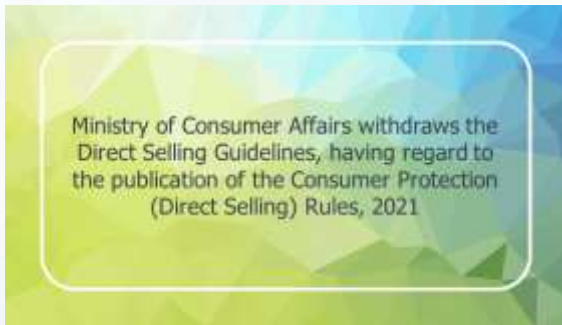 Ministry of Consumer Affairs withdraws the
Direct Selling Guidelines, having regard to
the publication of the Consumer Protection
(Direct Selling) Rules, 2021